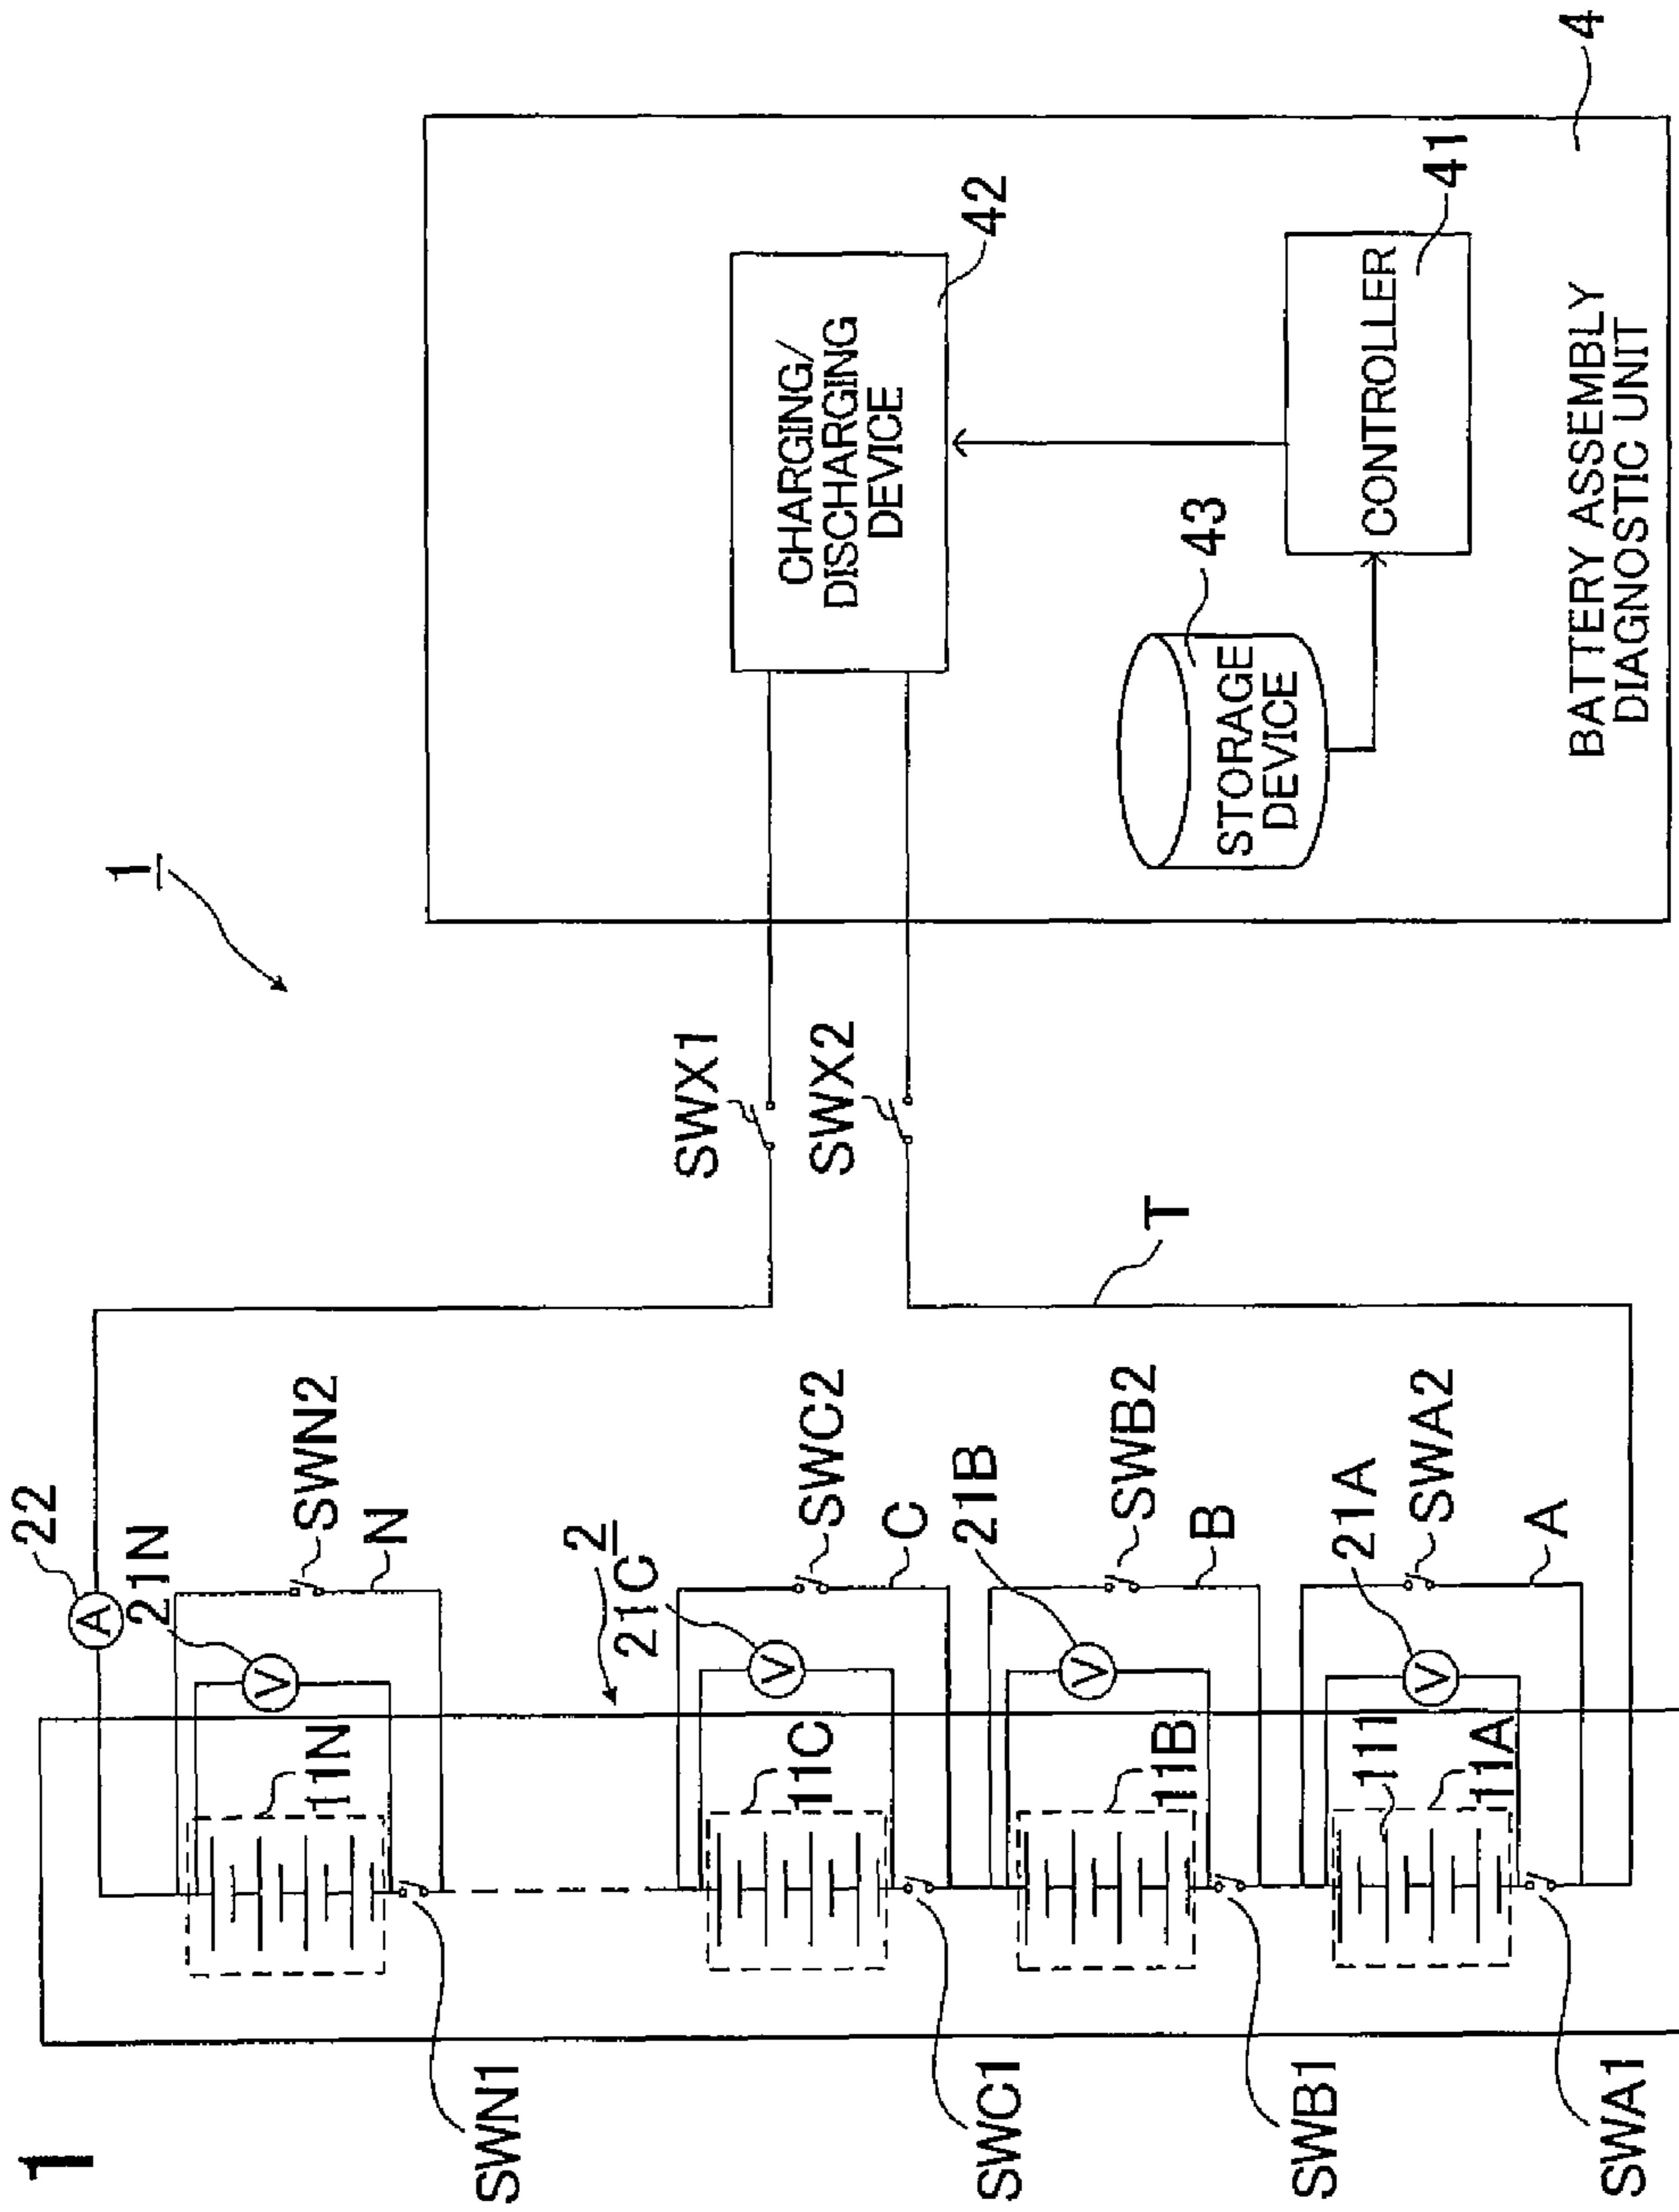 1
22
1
21N
11N
SWN2
N
SWN1
2
21C
SWX1
11C
SWC2
SWX2
CHARGING/
DISCHARGING
DEVICE
42
C
SWC1
21B
11B
SWB2
B
SWB1
T
STORAGE
DEVICE
43
CONTROLLER
41
21A
111
11A
SWA2
A
SWA1
BATTERY ASSEMBLY
DIAGNOSTIC UNIT
4
A
V
V
V
V